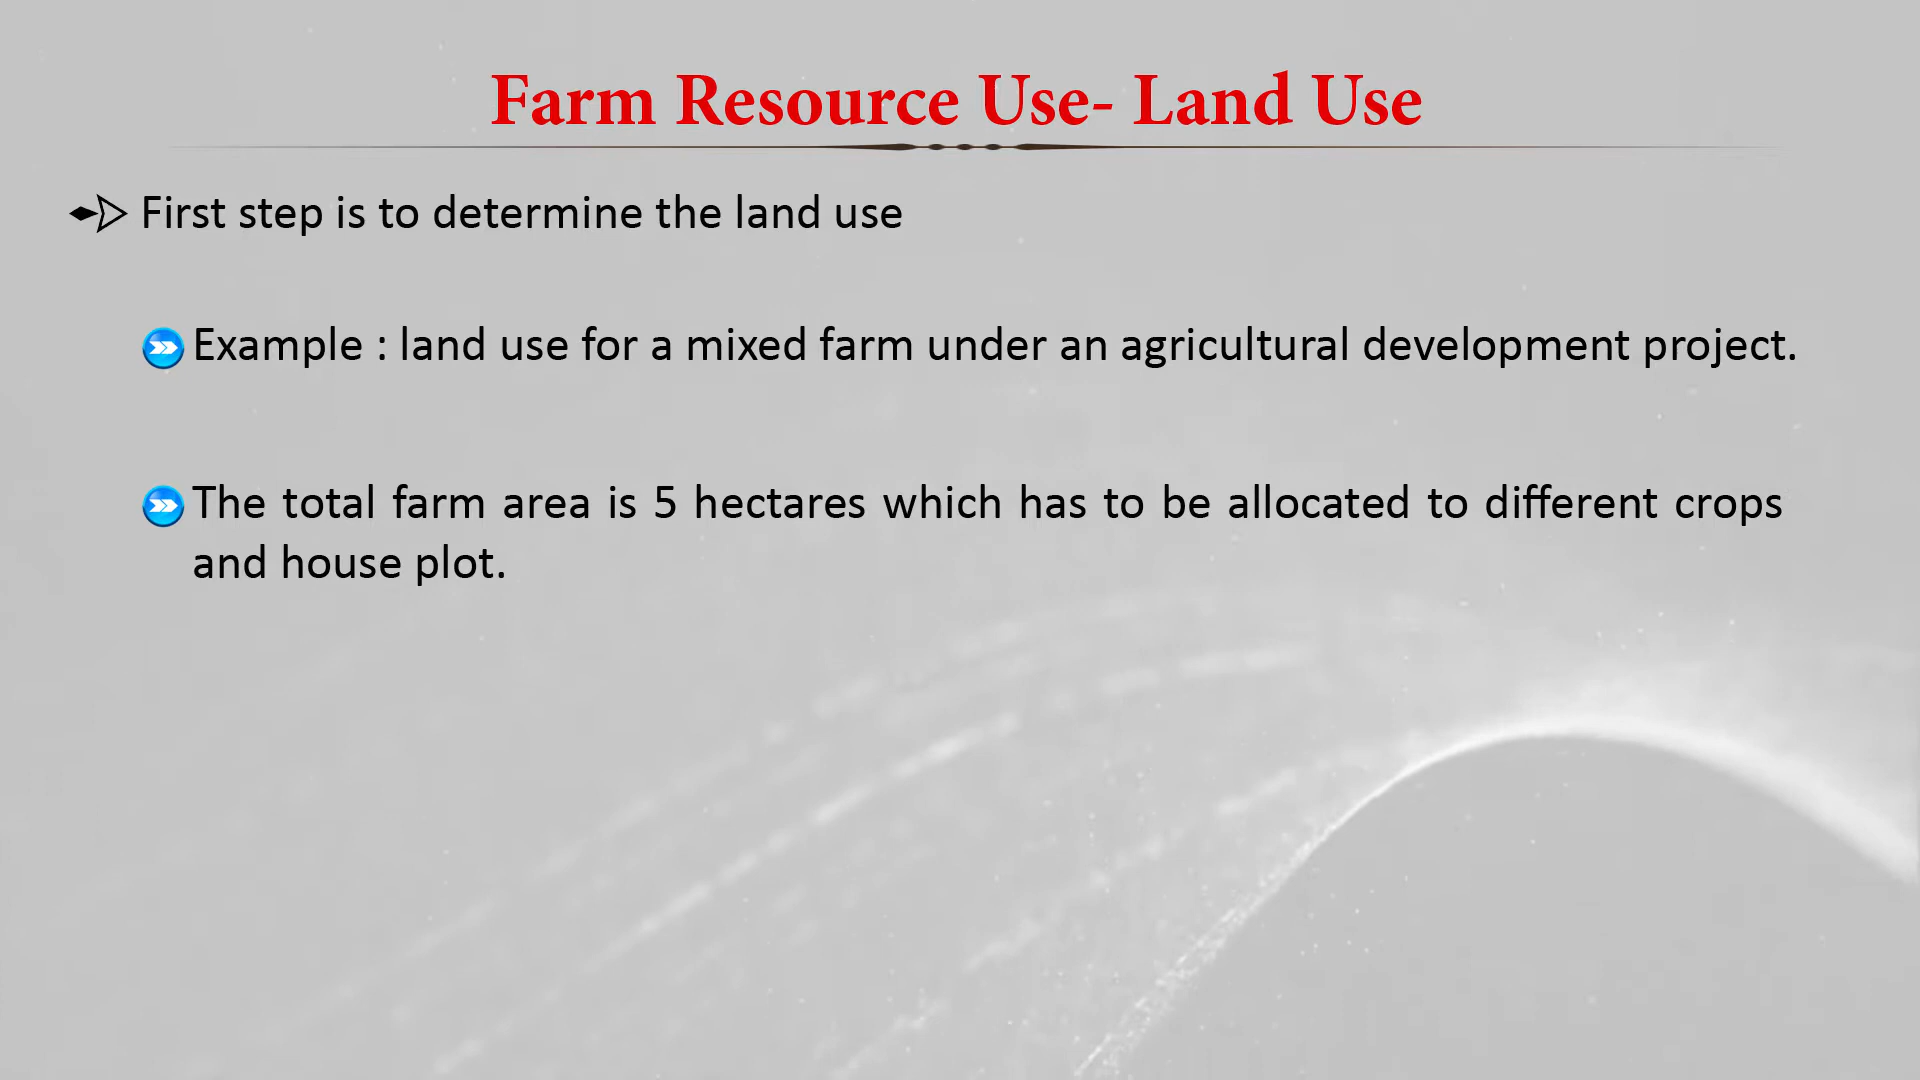 Farm Resource Use- Land Use
First step is to determine the land use
Example : land use for a mixed farm under an agricultural development project.
The total farm area is 5 hectares which has to be allocated to different crops
and house plot.